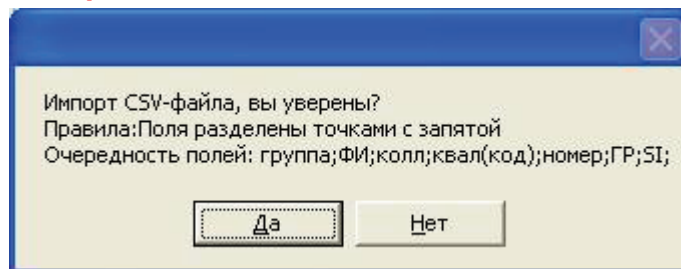 Импорт CSV-файла, вы уверены?
Правила:Поля разделены точками с запятой
Очередность полей: группа;ФИ;колл;квал(код);номер;ГР;SI;
Да
Нет